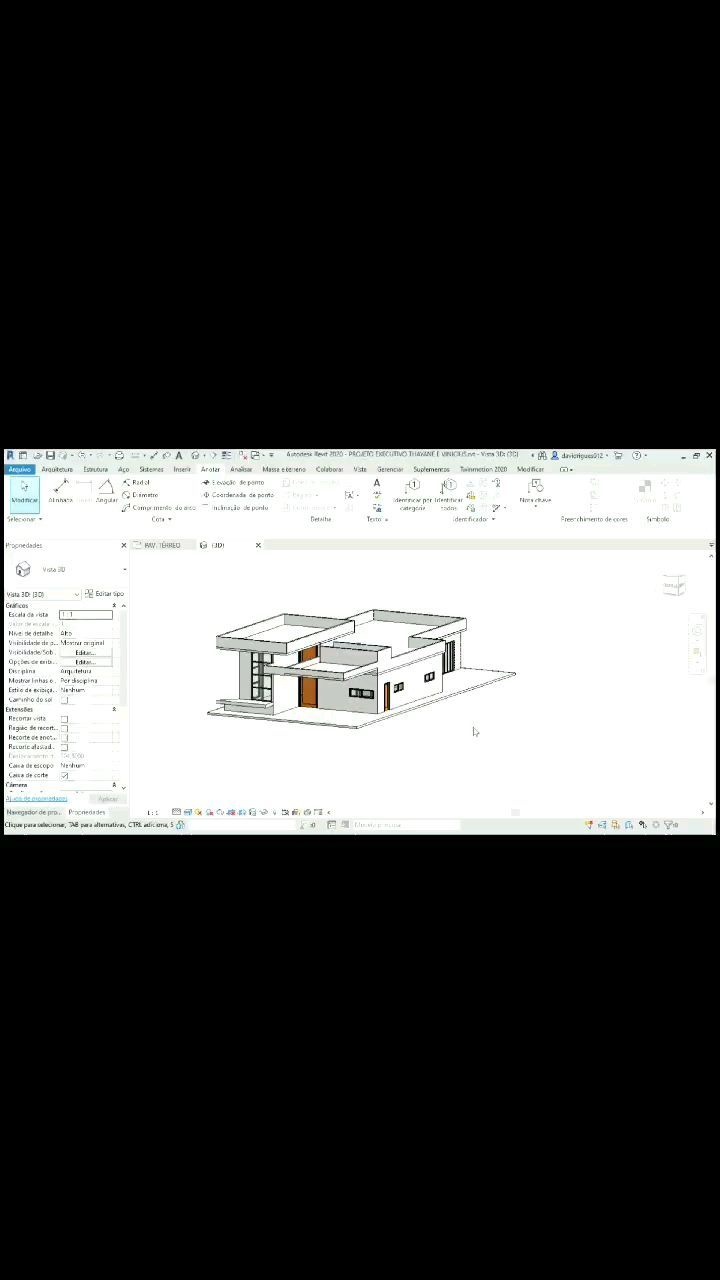 Autodesk Revit 2020 - PROJETO EXECUTIVO THAYANE E VINICIUS.rvt - Vista 3D: {3D}
davidrigues012
Arquivo Arquitetura Estrutura Aço Sistemas Inserir Anotar Analisar Massa e terreno Colaborar Vista Gerenciar Suplementos Twinmotion 2020 Modificar
Modificar
Alinhada
Angular
Radial
Diâmetro
Comprimento do arco
Elevação de ponto
Coordenada de ponto
Inclinação de ponto
Identificar por categoria
Identificar todos
Nota chave
Selecionar
Cota
Detalhe
Texto
Identificador
Preenchimento de cores
Símbolo
Propriedades
PAV. TÉRREO
{3D}
Vista 3D
Vista 3D: {3D}
Editar tipo
Gráficos
Escala da vista 1 : 1
Nível de detalhe Alto
Visibilidade de p... Mostrar original
Visibilidade/Sob... Editar...
Opções de exibi... Editar...
Disciplina Arquitetura
Mostrar linhas o... Por disciplina
Estilo da exibiçã... Nenhum
Caminho do sol
Extensões
Recortar vista
Região de recort...
Recorte de anot...
Recorte afastad...
Caixa de escopo Nenhum
Caixa de corte
Câmera
Ajuda de propriedades
Aplicar
Navegador de pro...
Propriedades
1 : 1
Clique para selecionar, TAB para alternativas, CTRL adiciona, S
:0
Modelo principal
:0